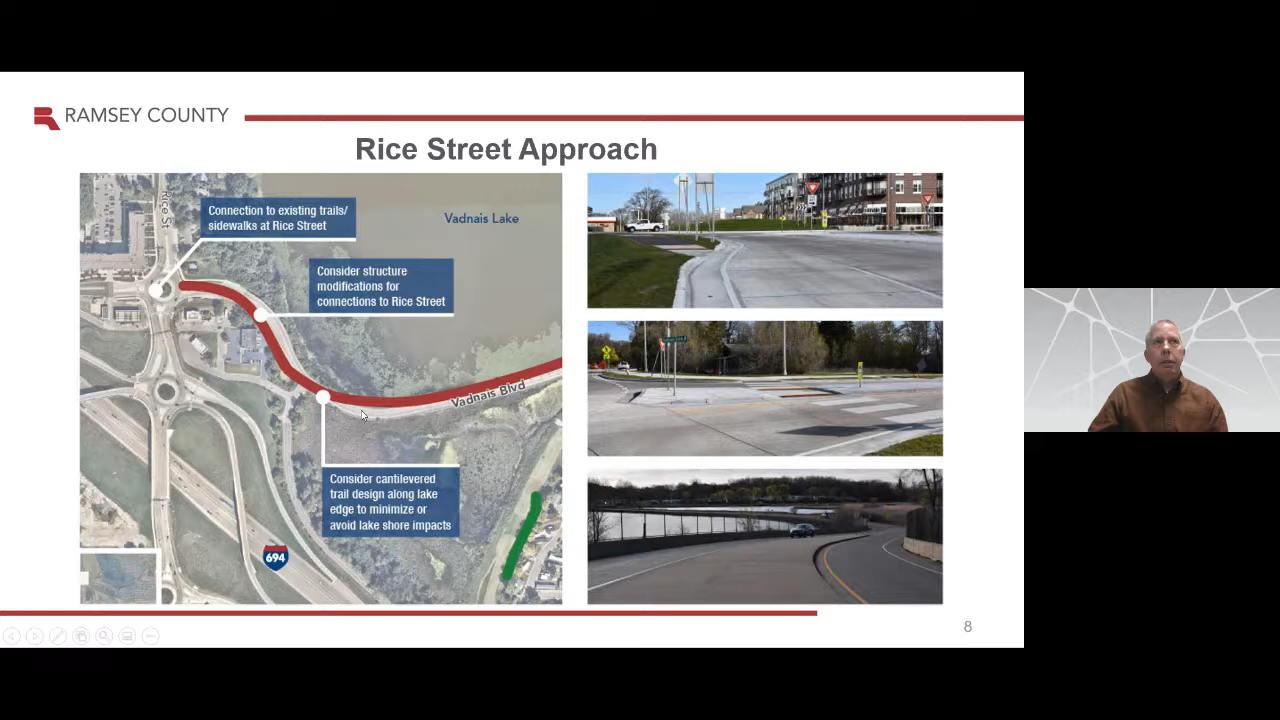 RAMSEY COUNTY
Rice Street Approach
Rice St
Connection to existing trails/
sidewalks at Rice Street
Vadnais Lake
Consider structure
modifications for
connections to Rice Street
Vadnais Blvd
Consider cantilevered
trail design along lake
edge to minimize or
avoid lake shore impacts
694
8